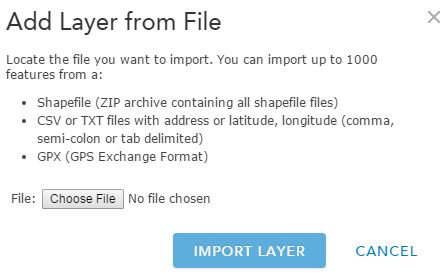 Add Layer from File
Locate the file you want to import. You can import up to 1000
features from a:
• Shapefile (ZIP archive containing all shapefile files)
• CSV or TXT files with address or latitude, longitude (comma,
semi-colon or tab delimited)
• GPX (GPS Exchange Format)
File: Choose File No file chosen
IMPORT LAYER CANCEL